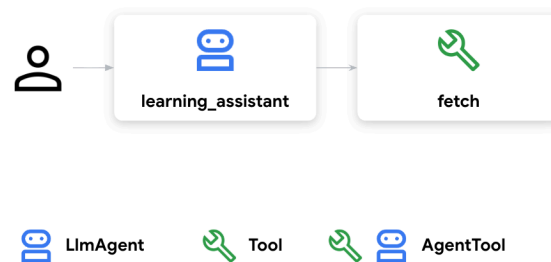 learning_assistant
fetch
LlmAgent
Tool
AgentTool